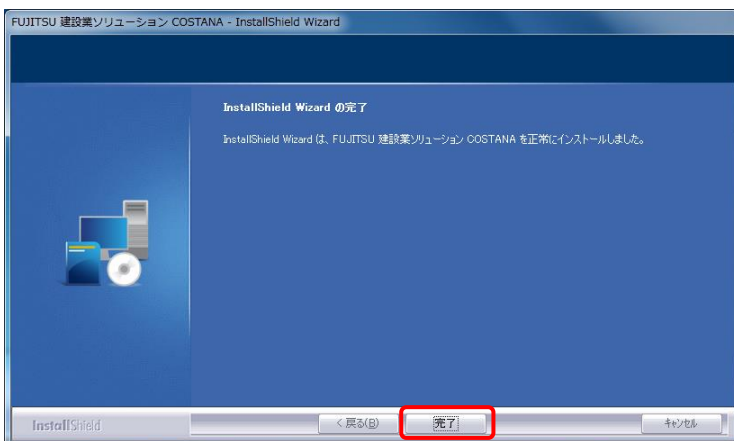 FUJITSU 建設業ソリューション COSTANA - InstallShield Wizard
InstallShield Wizard の完了
InstallShield Wizard は、FUJITSU 建設業ソリューション COSTANA を正常にインストールしました。
InstallShield
< 戻る(B) 完了 キャンセル